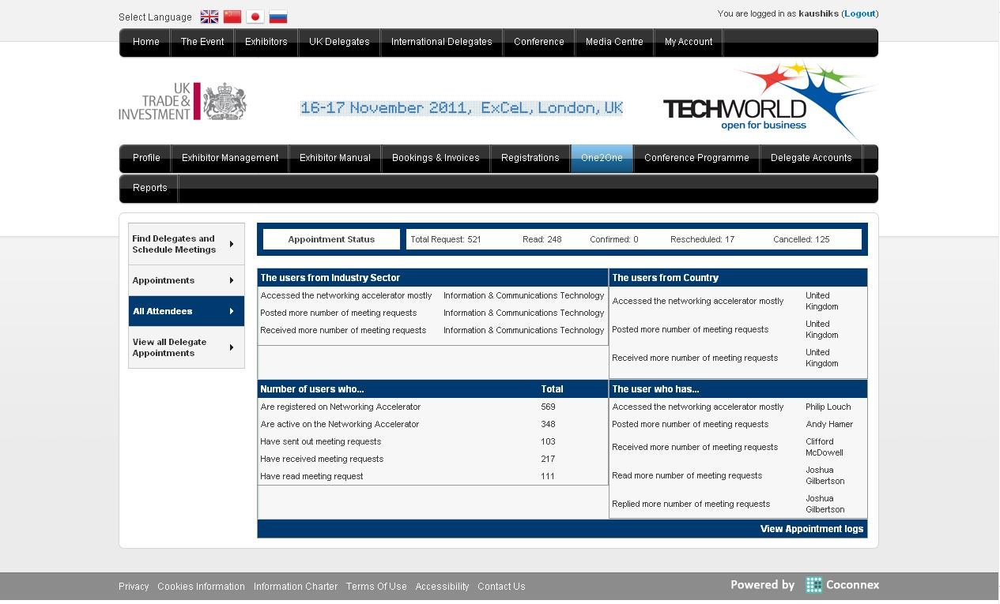 Select Language
You are logged in as kaushiks (Logout)
Home The Event Exhibitors UK Delegates International Delegates Conference Media Centre My Account
UK
TRADE &
INVESTMENT
16-17 November 2011, ExCeL, London, UK
TECHWORLD
open for business
Profile Exhibitor Management Exhibitor Manual Bookings & Invoices Registrations One2One Conference Programme Delegate Accounts
Reports
Find Delegates and
Schedule Meetings
Appointments
All Attendees
View all Delegate
Appointments
Appointment Status Total Request: 521 Read: 248 Confirmed: 0 Rescheduled: 17 Cancelled: 125
The users from Industry Sector
Accessed the networking accelerator mostly Information & Communications Technology
Posted more number of meeting requests Information & Communications Technology
Received more number of meeting requests Information & Communications Technology
The users from Country
Accessed the networking accelerator mostly United
Kingdom
Posted more number of meeting requests United
Kingdom
Received more number of meeting requests United
Kingdom
Number of users who... Total
Are registered on Networking Accelerator 569
Are active on the Networking Accelerator 348
Have sent out meeting requests 103
Have received meeting requests 217
Have read meeting request 111
The user who has...
Accessed the networking accelerator mostly Philip Louch
Posted more number of meeting requests Andy Hamer
Received more number of meeting requests Clifford
McDowell
Read more number of meeting requests Joshua
Gilbertson
Replied more number of meeting requests Joshua
Gilbertson
View Appointment logs
Privacy Cookies Information Information Charter Terms Of Use Accessibility Contact Us
Powered by Coconnex